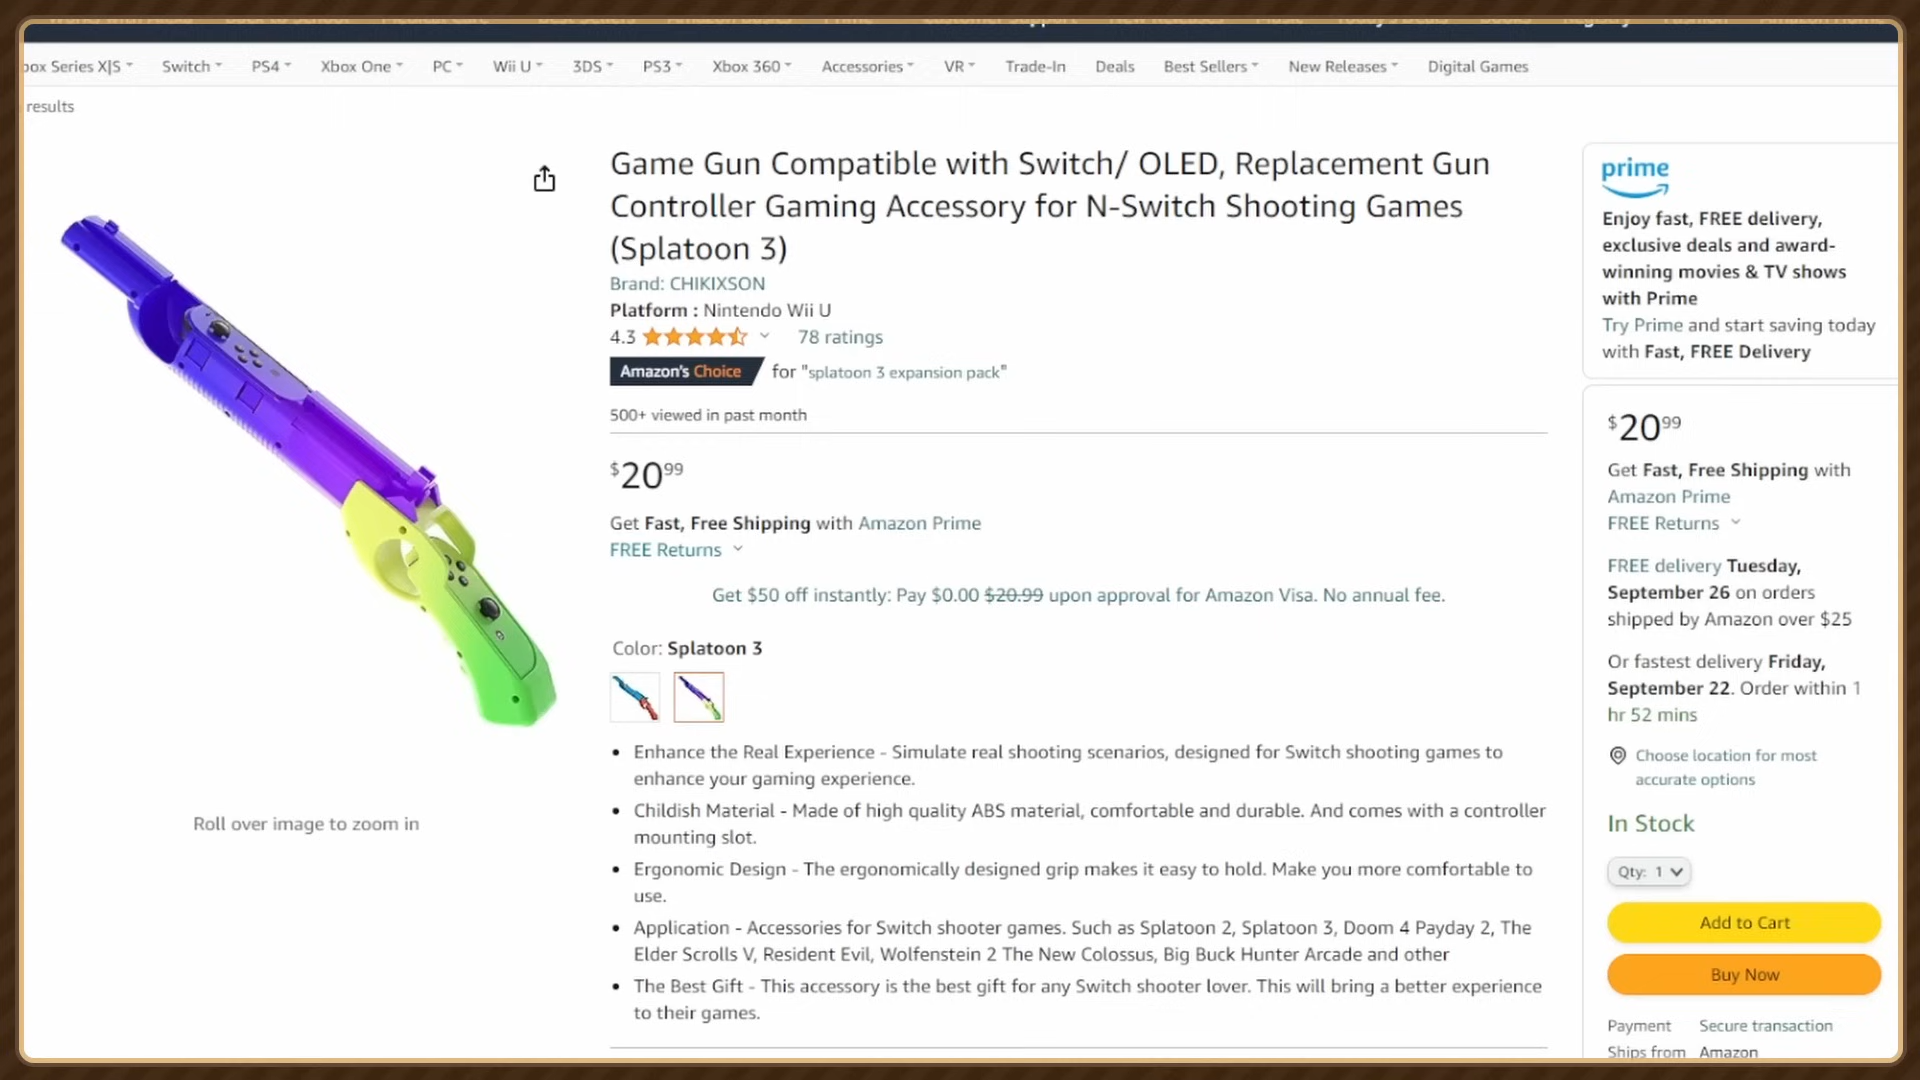 box Series X|S Switch PS4 Xbox One PC Wii U 3DS PS3 Xbox 360 Accessories VR Trade-In Deals Best Sellers New Releases Digital Games
results
Game Gun Compatible with Switch/ OLED, Replacement Gun
Controller Gaming Accessory for N-Switch Shooting Games
(Splatoon 3)
Brand: CHIKIXSON
Platform : Nintendo Wii U
4.3 78 ratings
Amazon's Choice for "splatoon 3 expansion pack"
500+ viewed in past month
$20 99
Get Fast, Free Shipping with Amazon Prime
FREE Returns
Get $50 off instantly: Pay $0.00 $20.99 upon approval for Amazon Visa. No annual fee.
Color: Splatoon 3
Enhance the Real Experience - Simulate real shooting scenarios, designed for Switch shooting games to
enhance your gaming experience.
Childish Material - Made of high quality ABS material, comfortable and durable. And comes with a controller
mounting slot.
Ergonomic Design - The ergonomically designed grip makes it easy to hold. Make you more comfortable to
use.
Application - Accessories for Switch shooter games. Such as Splatoon 2, Splatoon 3, Doom 4 Payday 2, The
Elder Scrolls V, Resident Evil, Wolfenstein 2 The New Colossus, Big Buck Hunter Arcade and other
The Best Gift - This accessory is the best gift for any Switch shooter lover. This will bring a better experience
to their games.
Roll over image to zoom in
prime
Enjoy fast, FREE delivery,
exclusive deals and award-
winning movies & TV shows
with Prime
Try Prime and start saving today
with Fast, FREE Delivery
$20 99
Get Fast, Free Shipping with
Amazon Prime
FREE Returns
FREE delivery Tuesday,
September 26 on orders
shipped by Amazon over $25
Or fastest delivery Friday,
September 22. Order within 1
hr 52 mins
Choose location for most
accurate options
In Stock
Qty: 1
Add to Cart
Buy Now
Payment Secure transaction
Ships from Amazon